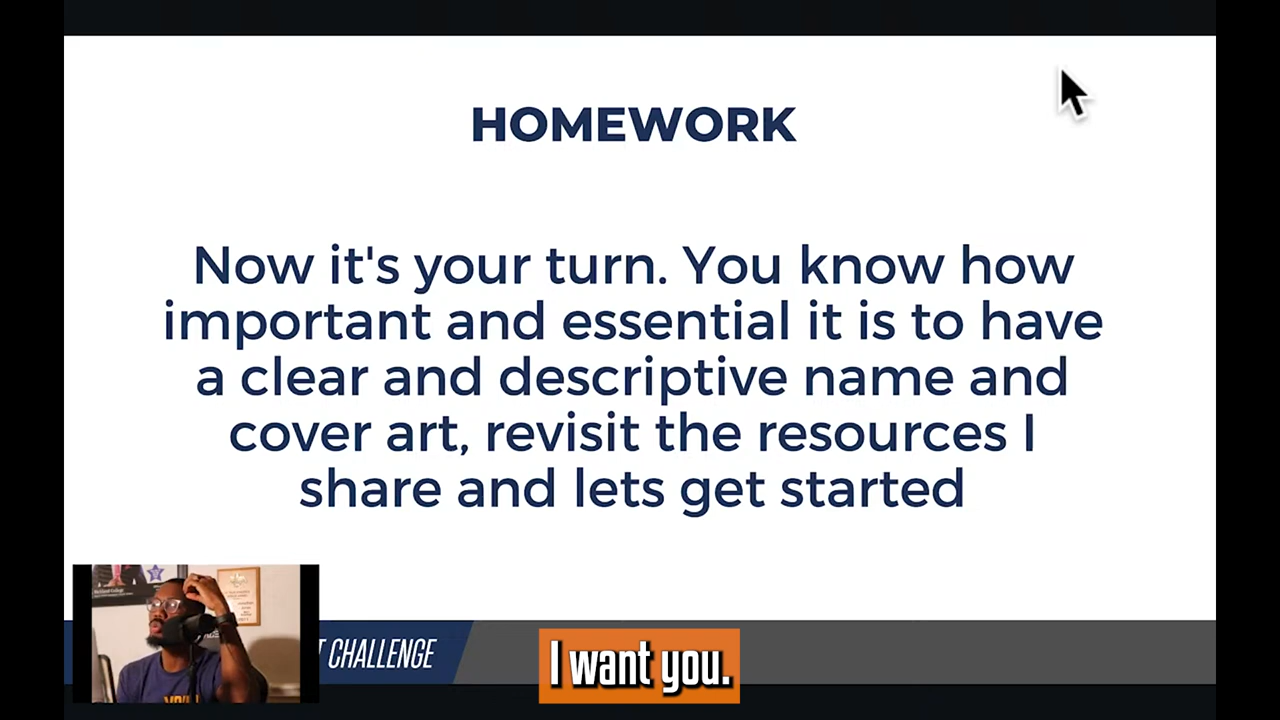 HOMEWORK
Now it's your turn. You know how
important and essential it is to have
a clear and descriptive name and
cover art, revisit the resources I
share and lets get started
CHALLENGE
I want you.